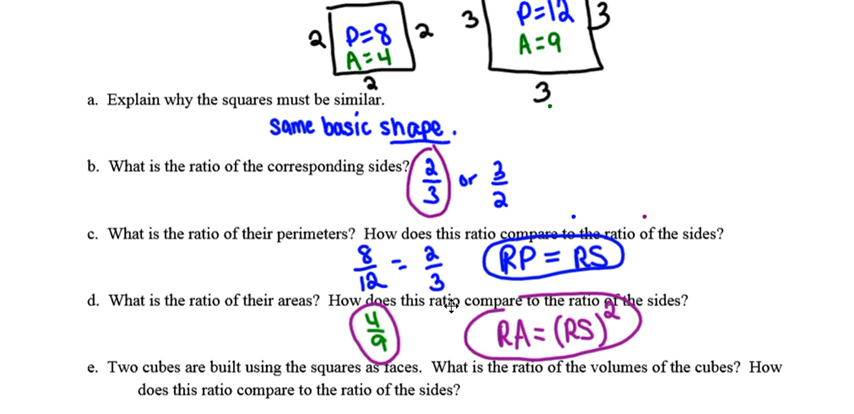 2 P=8 2 3 P=12 3
A=4 A=9
2 3
a. Explain why the squares must be similar.
same basic shape.
b. What is the ratio of the corresponding sides? 2/3 or 3/2
c. What is the ratio of their perimeters? How does this ratio compare to the ratio of the sides?
8/12 = 2/3 RP = RS
d. What is the ratio of their areas? How does this ratio compare to the ratio of the sides?
4/9 RA = (RS)²
e. Two cubes are built using the squares as faces. What is the ratio of the volumes of the cubes? How
does this ratio compare to the ratio of the sides?